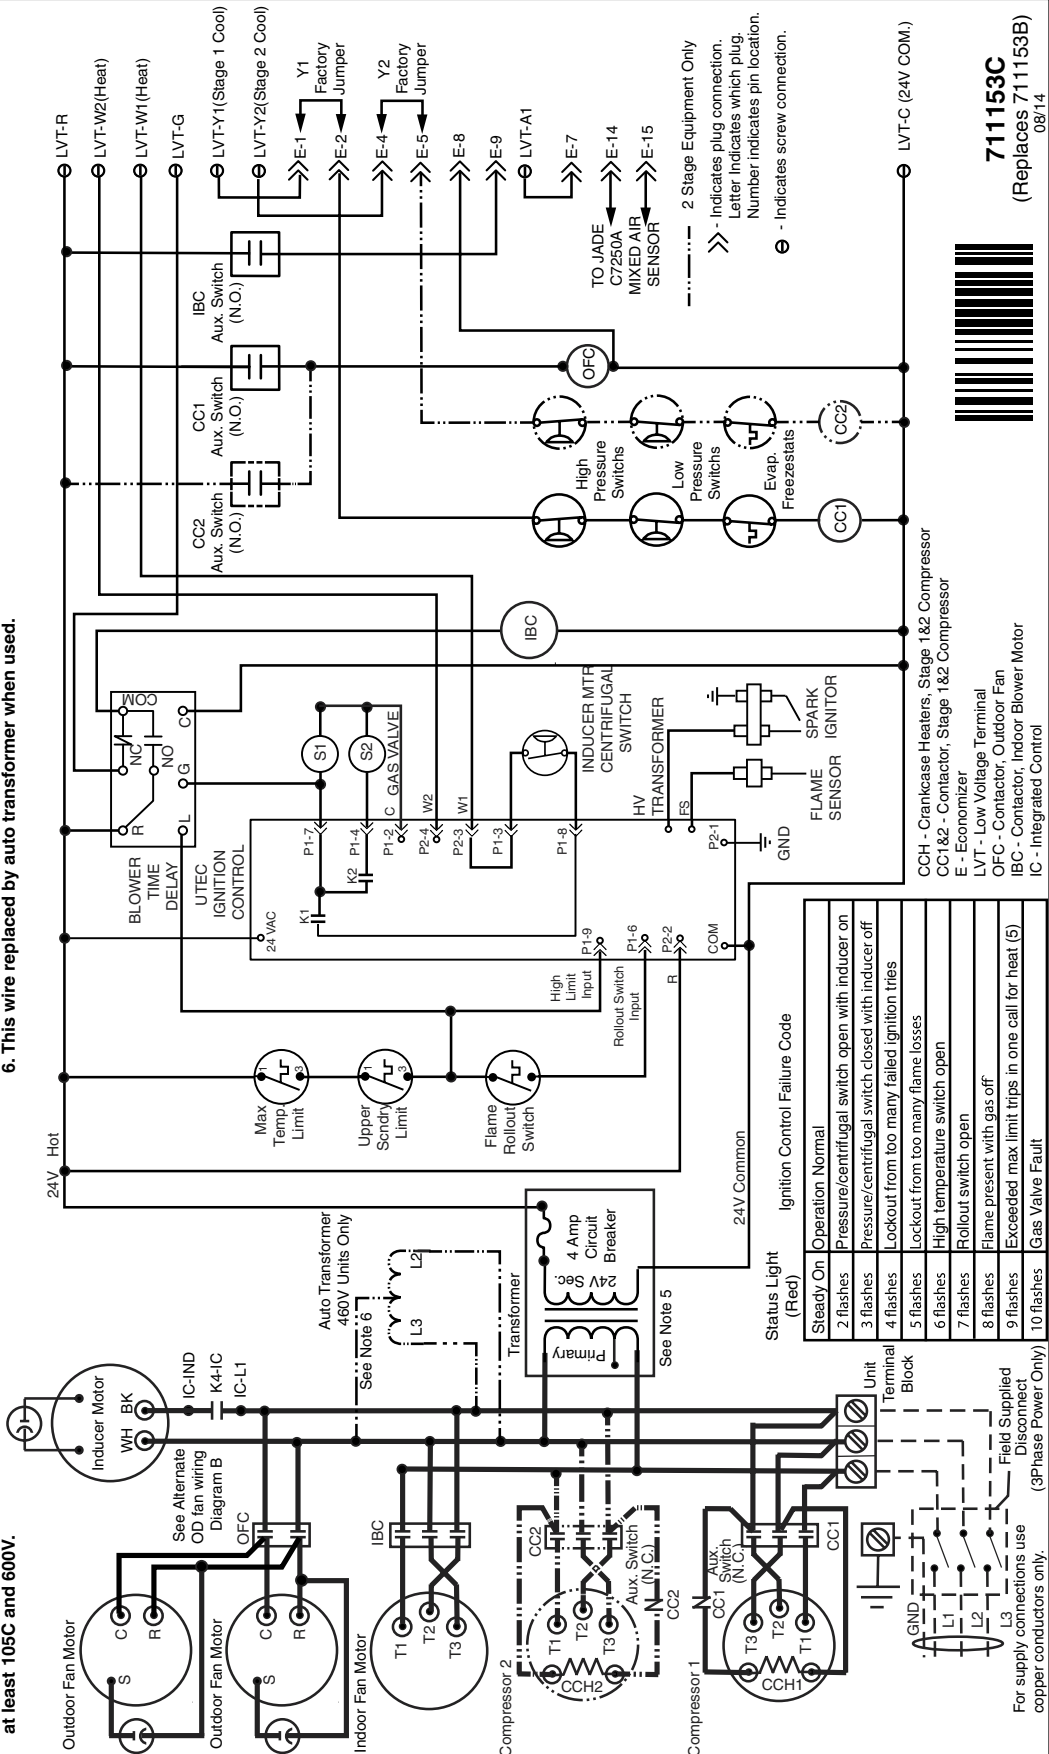 at least 105C and 600V.
6. This wire replaced by auto transformer when used.
Outdoor Fan Motor
C
R
S
Outdoor Fan Motor
C
R
S
Indoor Fan Motor
T1
T2
T3
Compressor 2
T1
T2
T3
CCH2
Compressor 1
T3
T2
T1
CCH1
See Alternate
OD fan wiring
Diagram B
OFC
IBC
CC2
Aux. Switch
(N.C.)
CC2
CC1
Aux.
Switch
(N.C.)
CC1
GND
L1
L2
L3
For supply connections use
copper conductors only.
Field Supplied
Disconnect
(3Phase Power Only)
Unit
Terminal
Block
Inducer Motor
WH
BK
IC-IND
K4-IC
IC-L1
Auto Transformer
460V Units Only
See Note 6
L3
L2
Transformer
Primary
24V Sec.
4 Amp
Circuit
Breaker
See Note 5
24V Hot
24V Common
Max
Temp.
Limit
1
3
Upper
Scndry
Limit
1
3
Flame
Rollout
Switch
High
Limit
Input
Rollout Switch
Input
R
BLOWER
TIME
DELAY
R
L
G
C
NC
NO
COM
UTEC
IGNITION
CONTROL
24 VAC
K1
K2
P1-7
P1-4
P1-2
C
P2-4
W2
P2-3
W1
P1-3
P1-8
P1-9
P1-6
P2-2
COM
P2-1
GND
FS
S1
S2
GAS VALVE
INDUCER MTR
CENTRIFUGAL
SWITCH
HV
TRANSFORMER
SPARK
IGNITOR
FLAME
SENSOR
IBC
CC2
Aux. Switch
(N.O.)
CC1
Aux. Switch
(N.O.)
IBC
Aux. Switch
(N.O.)
High
Pressure
Switchs
Low
Pressure
Switchs
Evap.
Freezestats
CC1
CC2
OFC
LVT-R
LVT-W2(Heat)
LVT-W1(Heat)
LVT-G
LVT-Y1(Stage 1 Cool)
LVT-Y2(Stage 2 Cool)
E-1
Y1
Factory
Jumper
E-2
E-4
Y2
Factory
Jumper
E-5
E-8
E-9
LVT-A1
E-7
E-14
E-15
TO JADE
C7250A
MIXED AIR
SENSOR
2 Stage Equipment Only
- Indicates plug connection.
Letter Indicates which plug.
Number indicates pin location.
- Indicates screw connection.
LVT-C (24V COM.)
Status Light
(Red)
Ignition Control Failure Code
Steady On Operation Normal
2 flashes Pressure/centrifugal switch open with inducer on
3 flashes Pressure/centrifugal switch closed with inducer off
4 flashes Lockout from too many failed ignition tries
5 flashes Lockout from too many flame losses
6 flashes High temperature switch open
7 flashes Rollout switch open
8 flashes Flame present with gas off
9 flashes Exceeded max limit trips in one call for heat (5)
10 flashes Gas Valve Fault
CCH - Crankcase Heaters, Stage 1&2 Compressor
CC1&2 - Contactor, Stage 1&2 Compressor
E - Economizer
LVT - Low Voltage Terminal
OFC - Contactor, Outdoor Fan
IBC - Contactor, Indoor Blower Motor
IC - Integrated Control
711153C
(Replaces 711153B)
08/14